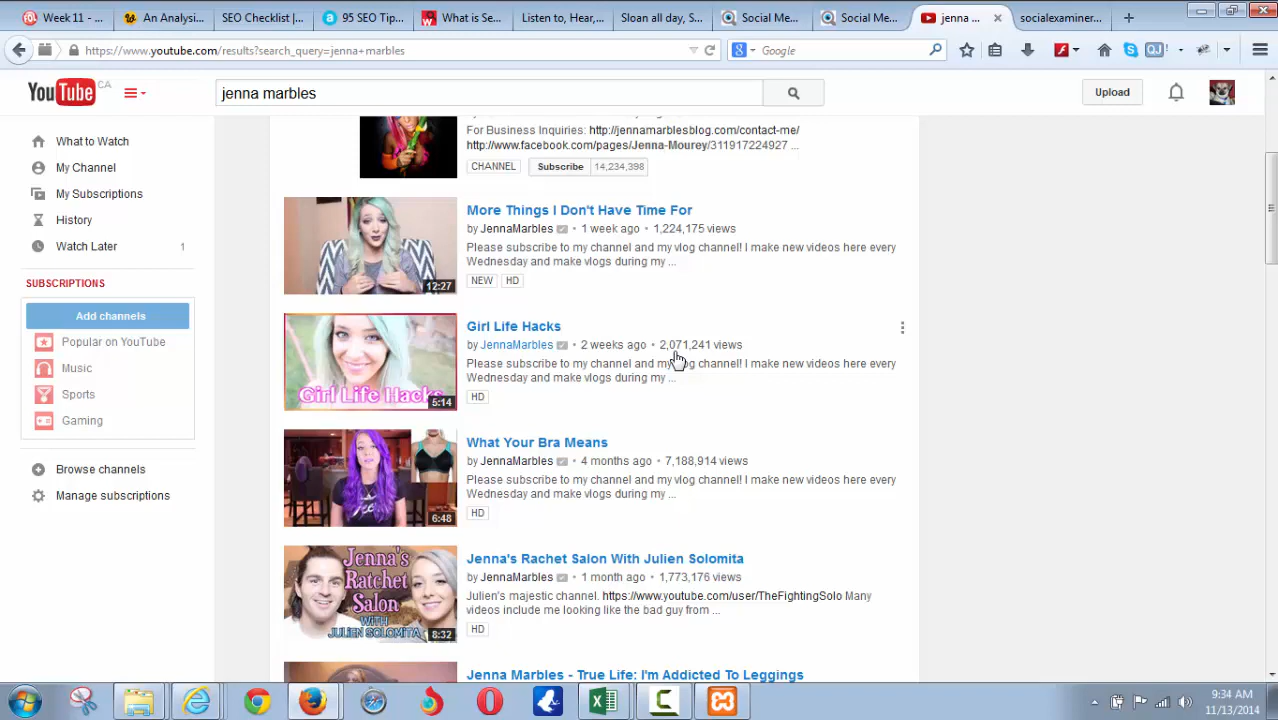 Week 11 - ...
An Analysi...
SEO Checklist |...
95 SEO Tip...
What is Se...
Listen to, Hear,...
Sloan all day, S...
Social Me...
Social Me...
jenna ...
socialexaminer...
https://www.youtube.com/results?search_query=jenna+marbles
Google
YouTube CA
jenna marbles
Upload
What to Watch
My Channel
My Subscriptions
History
Watch Later 1
SUBSCRIPTIONS
Add channels
Popular on YouTube
Music
Sports
Gaming
Browse channels
Manage subscriptions
For Business Inquiries: http://jennamarblesblog.com/contact-me/
http://www.facebook.com/pages/Jenna-Mourey/311917224927 ...
CHANNEL Subscribe 14,234,398
12:27
More Things I Don't Have Time For
by JennaMarbles • 1 week ago • 1,224,175 views
Please subscribe to my channel and my vlog channel! I make new videos here every
Wednesday and make vlogs during my ...
NEW HD
Girl Life Hacks
5:14
Girl Life Hacks
by JennaMarbles • 2 weeks ago • 2,071,241 views
Please subscribe to my channel and my vlog channel! I make new videos here every
Wednesday and make vlogs during my ...
HD
6:48
What Your Bra Means
by JennaMarbles • 4 months ago • 7,188,914 views
Please subscribe to my channel and my vlog channel! I make new videos here every
Wednesday and make vlogs during my ...
HD
Jenna's
Ratchet
Salon
WITH
JULIEN SOLOMITA
8:32
Jenna's Rachet Salon With Julien Solomita
by JennaMarbles • 1 month ago • 1,773,176 views
Julien's majestic channel. https://www.youtube.com/user/TheFightingSolo Many
videos include me looking like the bad guy from ...
HD
Jenna Marbles - True Life: I'm Addicted To Leggings
9:34 AM
11/13/2014